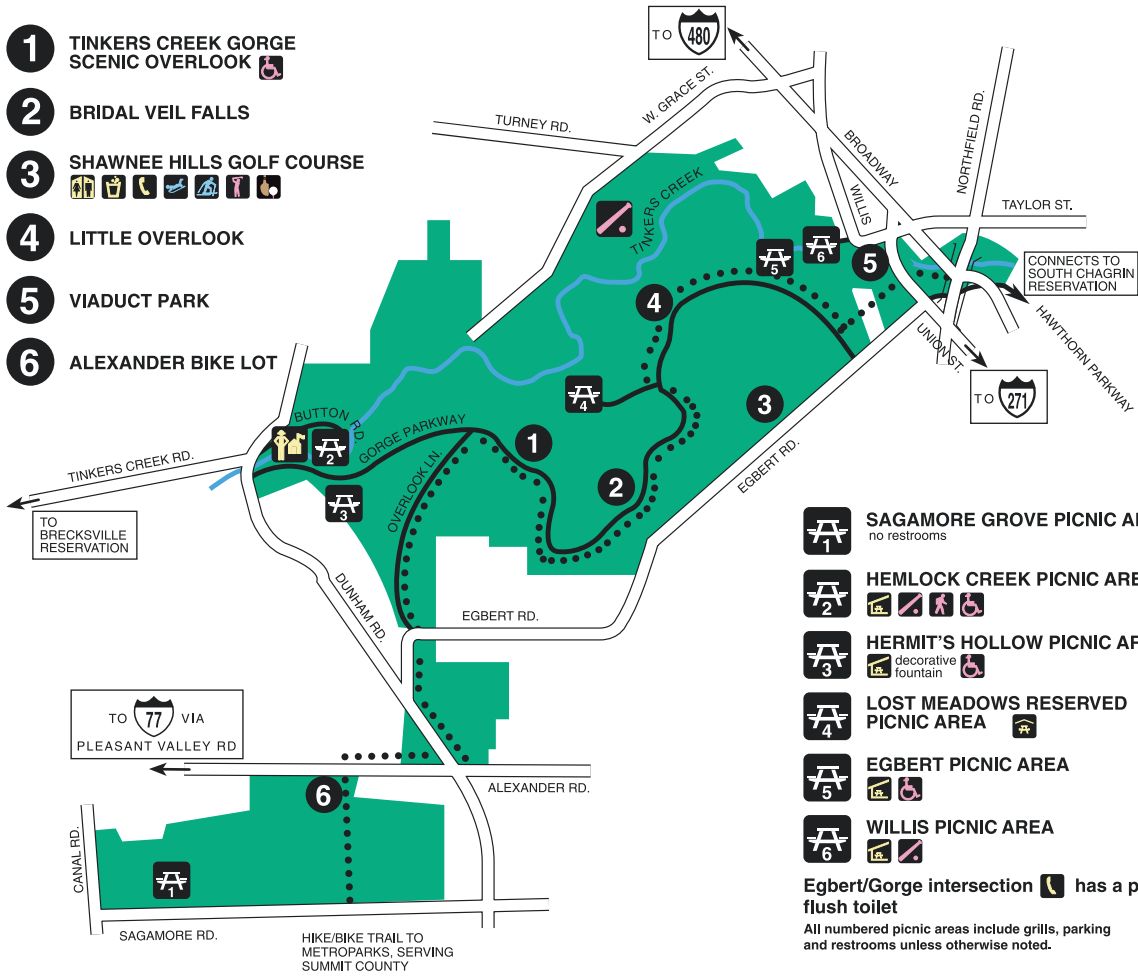 1 TINKERS CREEK GORGE
SCENIC OVERLOOK
2 BRIDAL VEIL FALLS
3 SHAWNEE HILLS GOLF COURSE
4 LITTLE OVERLOOK
5 VIADUCT PARK
6 ALEXANDER BIKE LOT
TO 480
W. GRACE ST.
TURNEY RD.
BROADWAY
NORTHFIELD RD.
WILLIS
TAYLOR ST.
TINKERS CREEK
5
6
5
CONNECTS TO
SOUTH CHAGRIN
RESERVATION
4
HAWTHORN PARKWAY
UNION ST.
TO 271
4
3
BUTTON RD
2
GORGE PARKWAY
1
TINKERS CREEK RD.
2
EGBERT RD.
3
OVERLOOK LN.
TO
BRECKSVILLE
RESERVATION
DUNHAM RD.
EGBERT RD.
TO 77 VIA
PLEASANT VALLEY RD
6
ALEXANDER RD.
CANAL RD.
1
SAGAMORE RD.
HIKE/BIKE TRAIL TO
METROPARKS, SERVING
SUMMIT COUNTY
1 SAGAMORE GROVE PICNIC
no restrooms
2 HEMLOCK CREEK PICNIC
3 HERMIT'S HOLLOW PICNIC
decorative
fountain
4 LOST MEADOWS RESERVED
PICNIC AREA
5 EGBERT PICNIC AREA
6 WILLIS PICNIC AREA
Egbert/Gorge intersection has a
flush toilet
All numbered picnic areas include grills, parking
and restrooms unless otherwise noted.